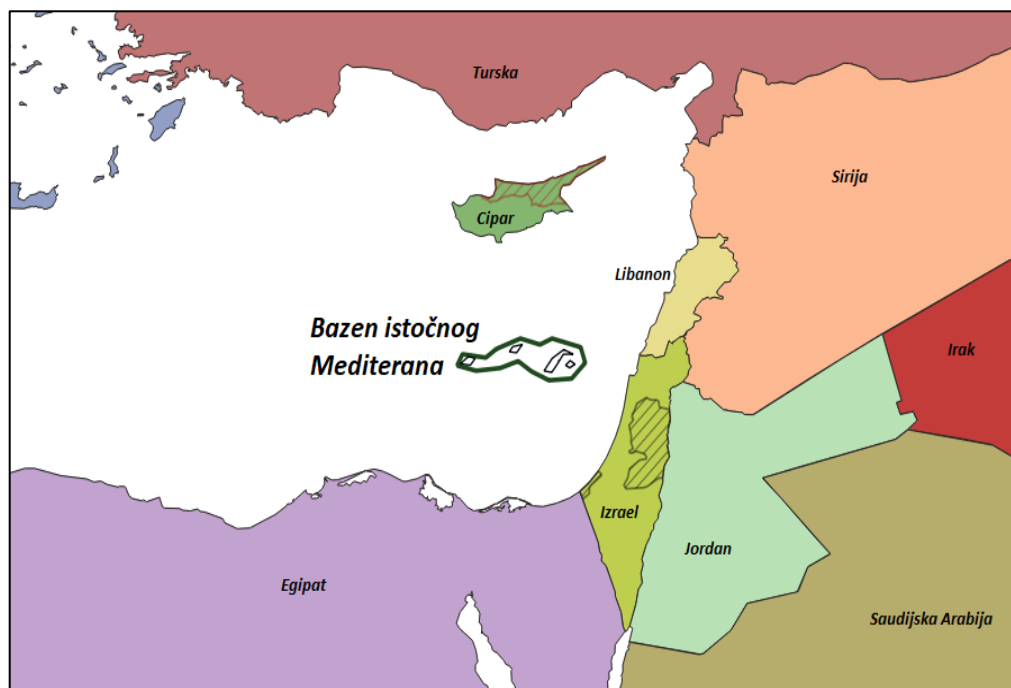 Turska
Sirija
Cipar
Libanon
Bazen istočnog
Mediterana
Irak
Izrael
Jordan
Egipat
Saudijska Arabija